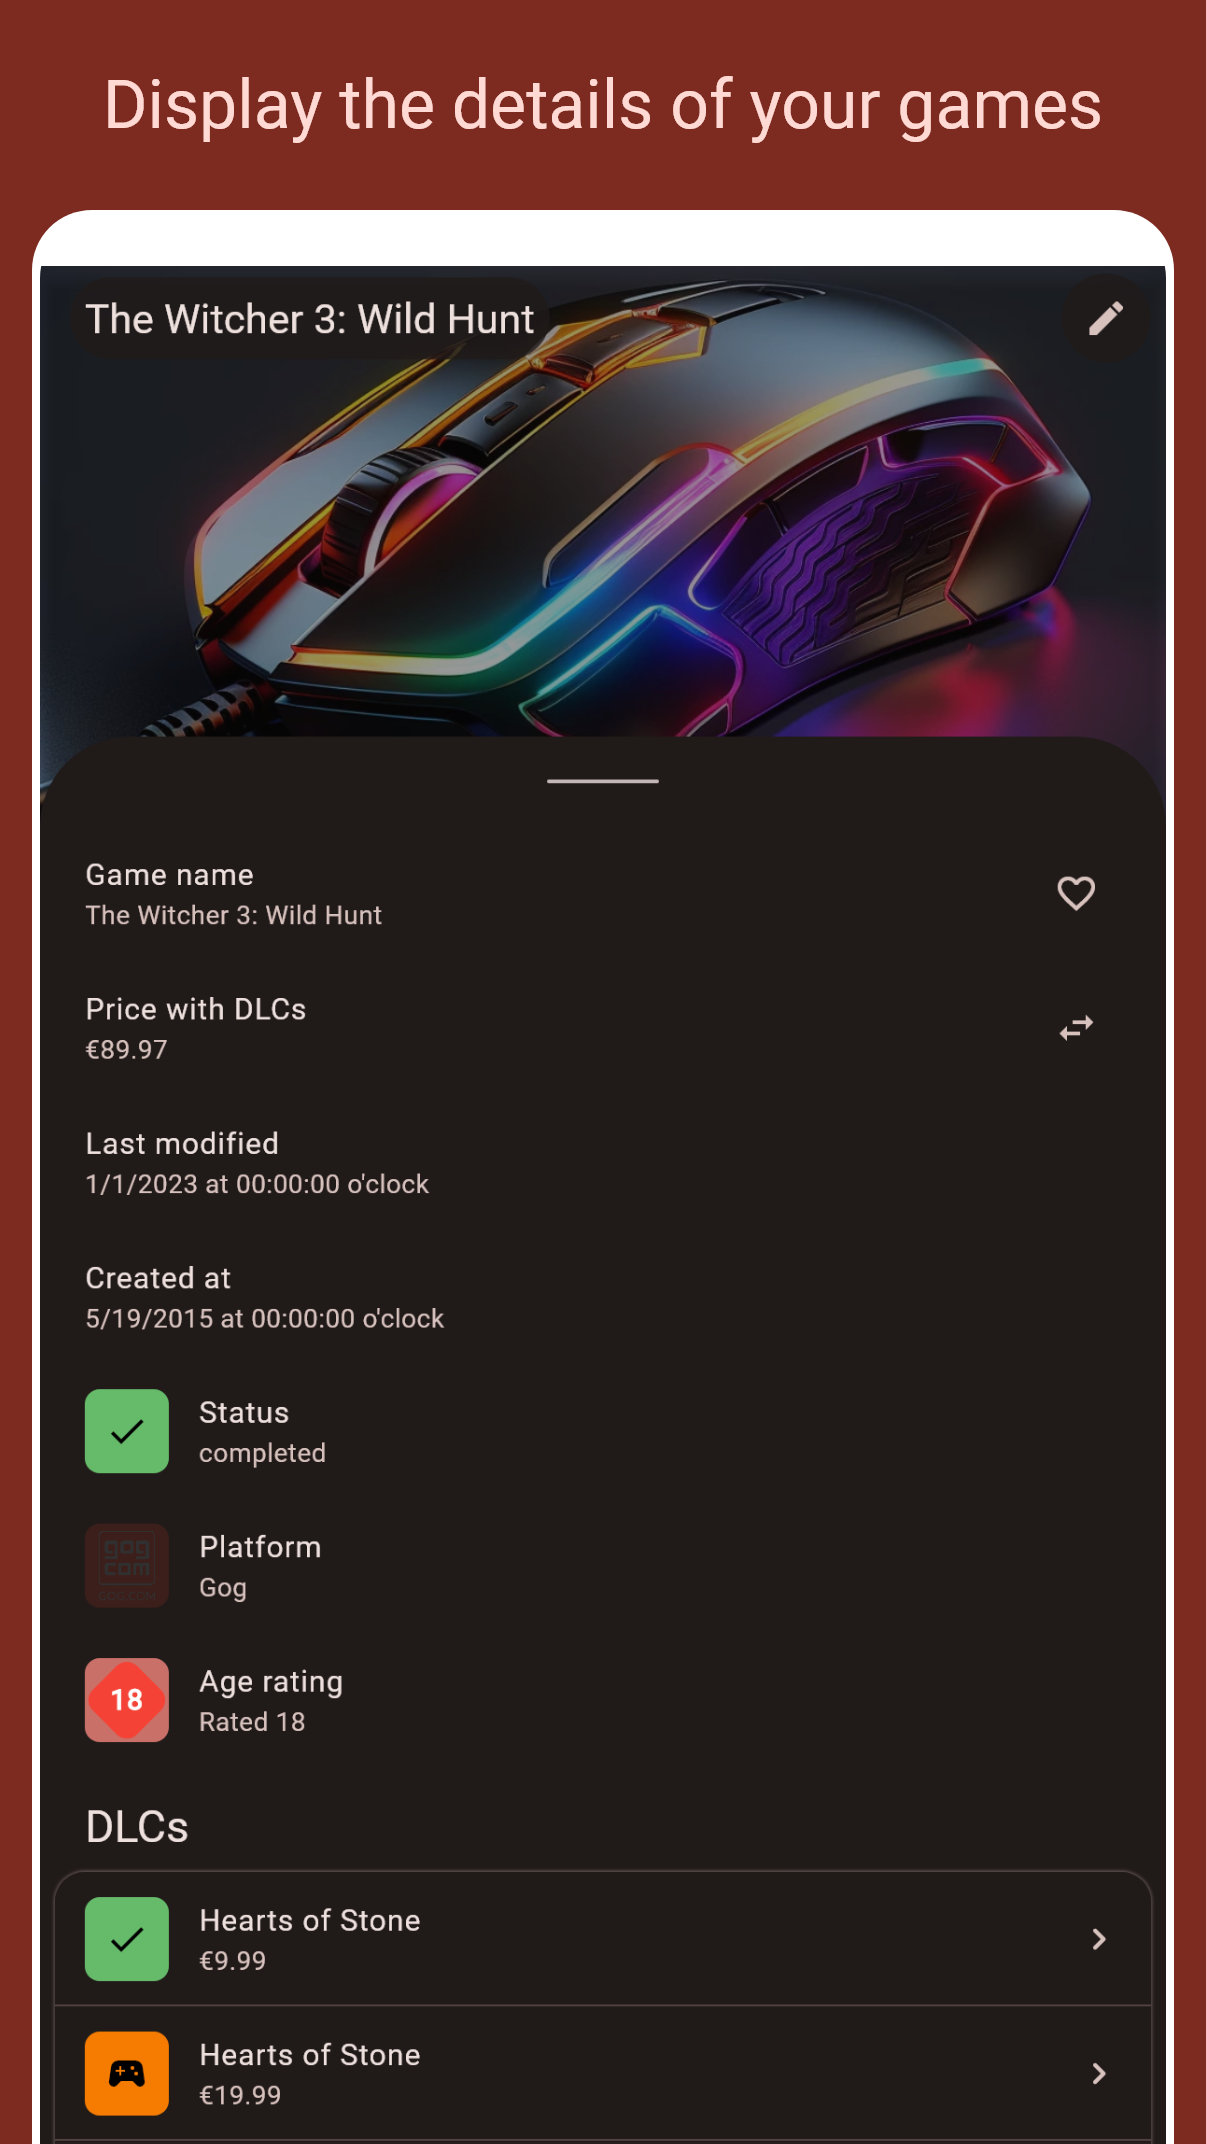 Display the details of your games
The Witcher 3: Wild Hunt
Game name
The Witcher 3: Wild Hunt
Price with DLCs
€89.97
Last modified
1/1/2023 at 00:00:00 o'clock
Created at
5/19/2015 at 00:00:00 o'clock
Status
completed
gog
com
GOG.COM
Platform
Gog
18
Age rating
Rated 18
DLCs
Hearts of Stone
€9.99
Hearts of Stone
€19.99